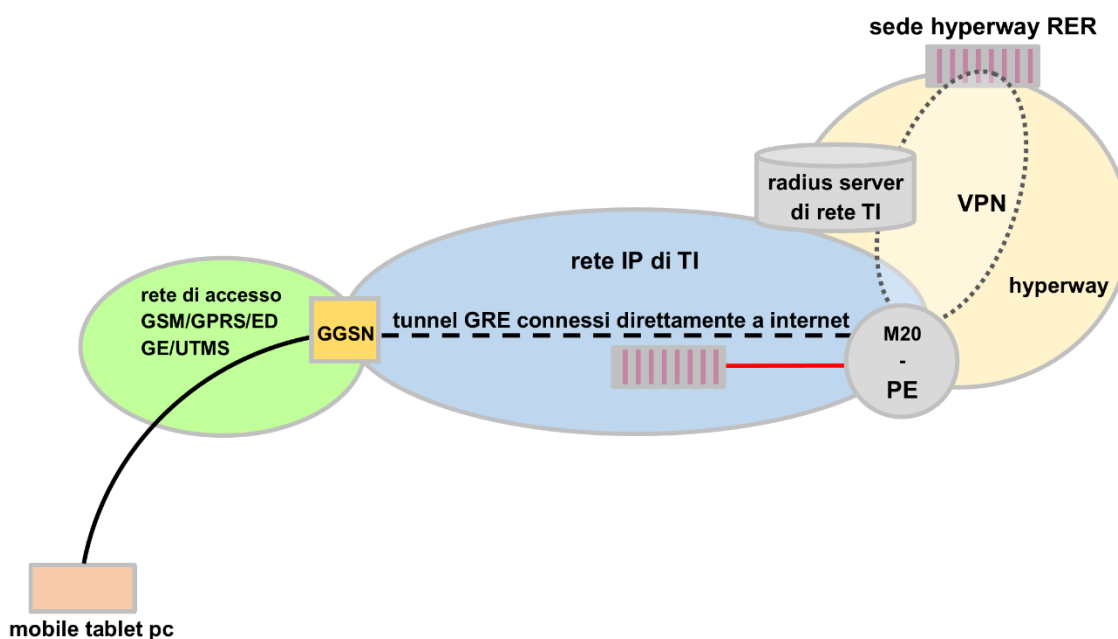 sede hyperway RER
radius server
di rete TI
VPN
rete IP di TI
hyperway
rete di accesso
GSM/GPRS/ED
GE/UTMS
GGSN
tunnel GRE connessi direttamente a internet
M20
-
PE
mobile tablet pc